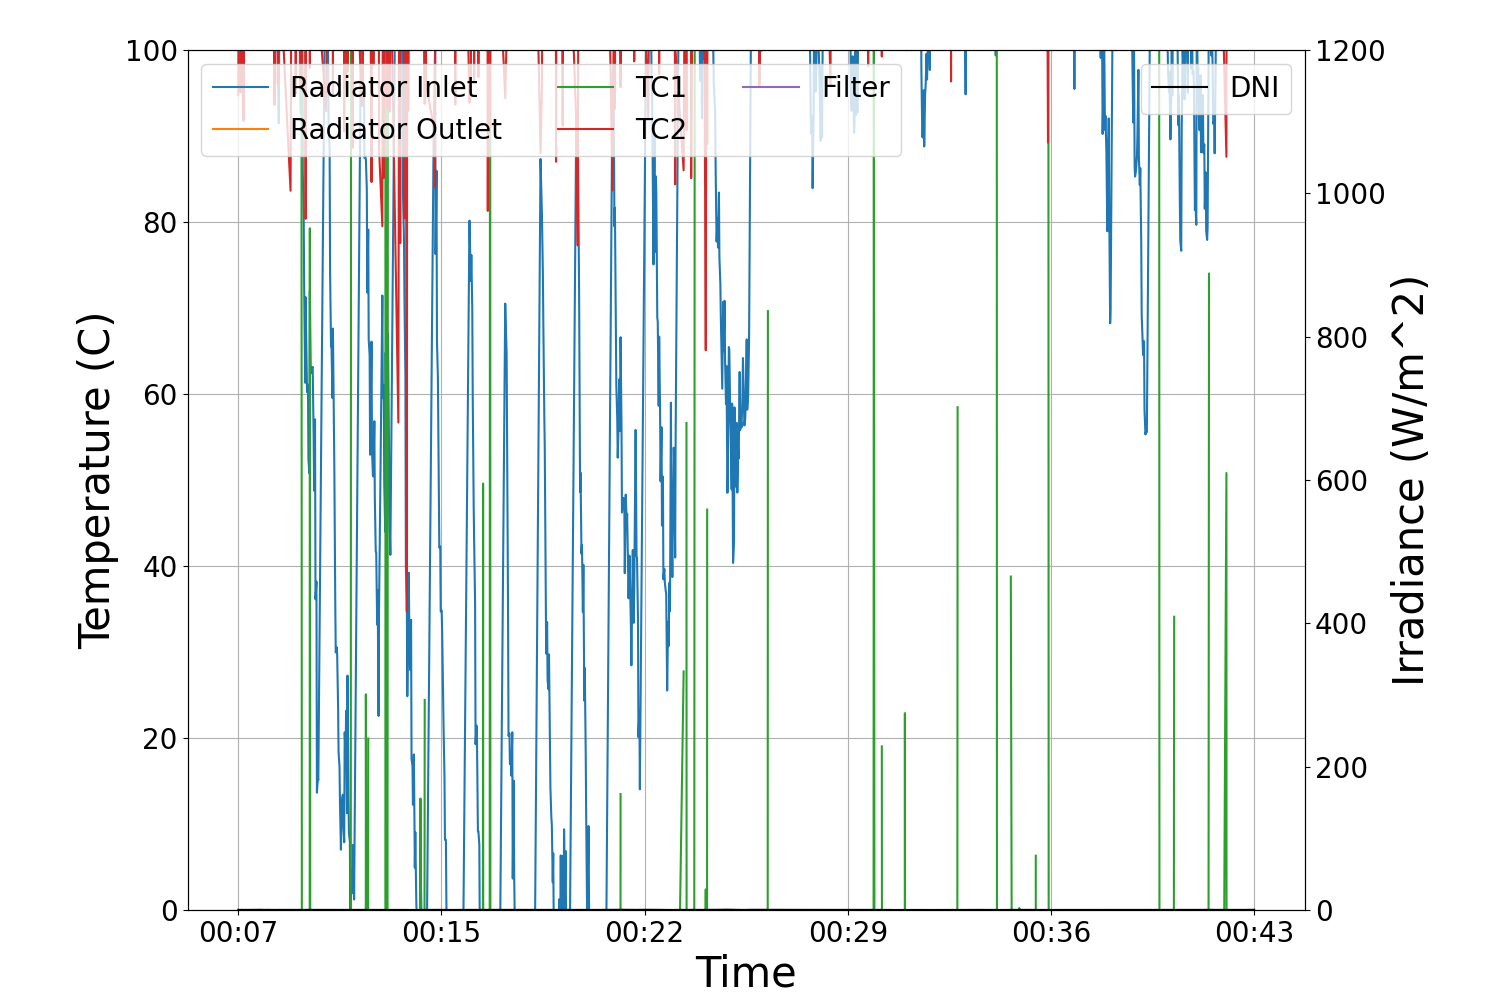 100
80
60
40
20
0
Temperature (C)
1200
1000
800
600
400
200
0
Irradiance (W/m^2)
Radiator Inlet
Radiator Outlet
TC1
TC2
Filter
DNI
00:07 00:15 00:22 00:29 00:36 00:43
Time